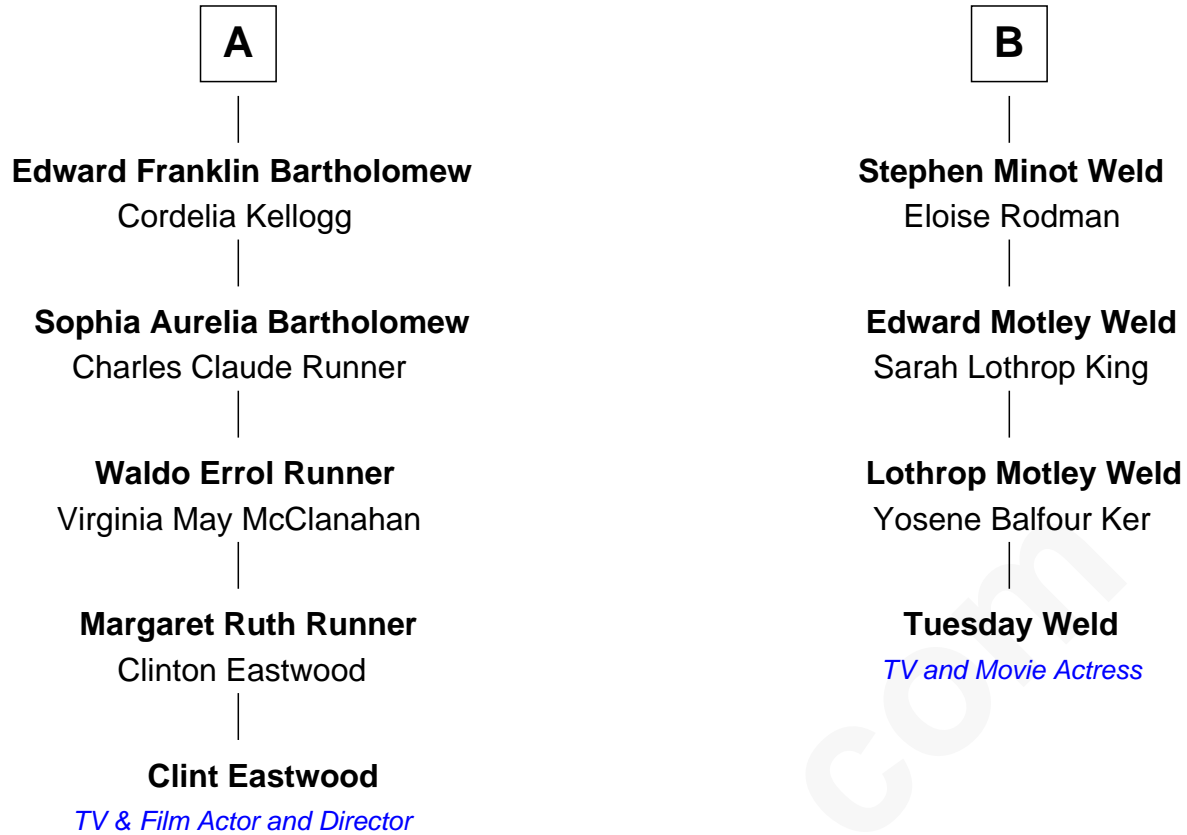 A
Edward Franklin Bartholomew
Cordelia Kellogg
Sophia Aurelia Bartholomew
Charles Claude Runner
Waldo Errol Runner
Virginia May McClanahan
Margaret Ruth Runner
Clinton Eastwood
Clint Eastwood
TV & Film Actor and Director
B
Stephen Minot Weld
Eloise Rodman
Edward Motley Weld
Sarah Lothrop King
Lothrop Motley Weld
Yosene Balfour Ker
Tuesday Weld
TV and Movie Actress
com